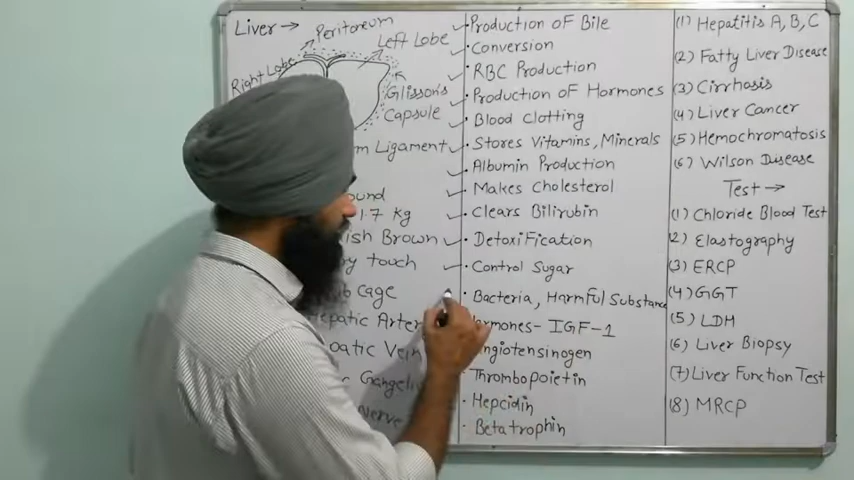 Liver →
Peritoneum
Left Lobe
Right Lobe
Glisson's
Capsule
Ligament
1.7 Kg
Brown
touch
cage
Hepatic
Vein
Nerve
Production of Bile
Conversion
RBC Production
Production of Hormones
Blood Clotting
Stores Vitamins, Minerals
Albumin Production
Makes Cholesterol
Clears Bilirubin
Detoxification
Control Sugar
Bacteria, Harmful Substance
IGF-1
Thrombopoietin
Hepcidin
Betatrophin
(1) Hepatitis A, B, C
(2) Fatty Liver Disease
(3) Cirrhosis
(4) Liver Cancer
(5) Hemochromatosis
(6) Wilson Disease
Test →
(1) Chloride Blood Test
(2) Elastography
(3) ERCP
(4) GGT
(5) LDH
(6) Liver Biopsy
(7) Liver Function Test
(8) MRCP